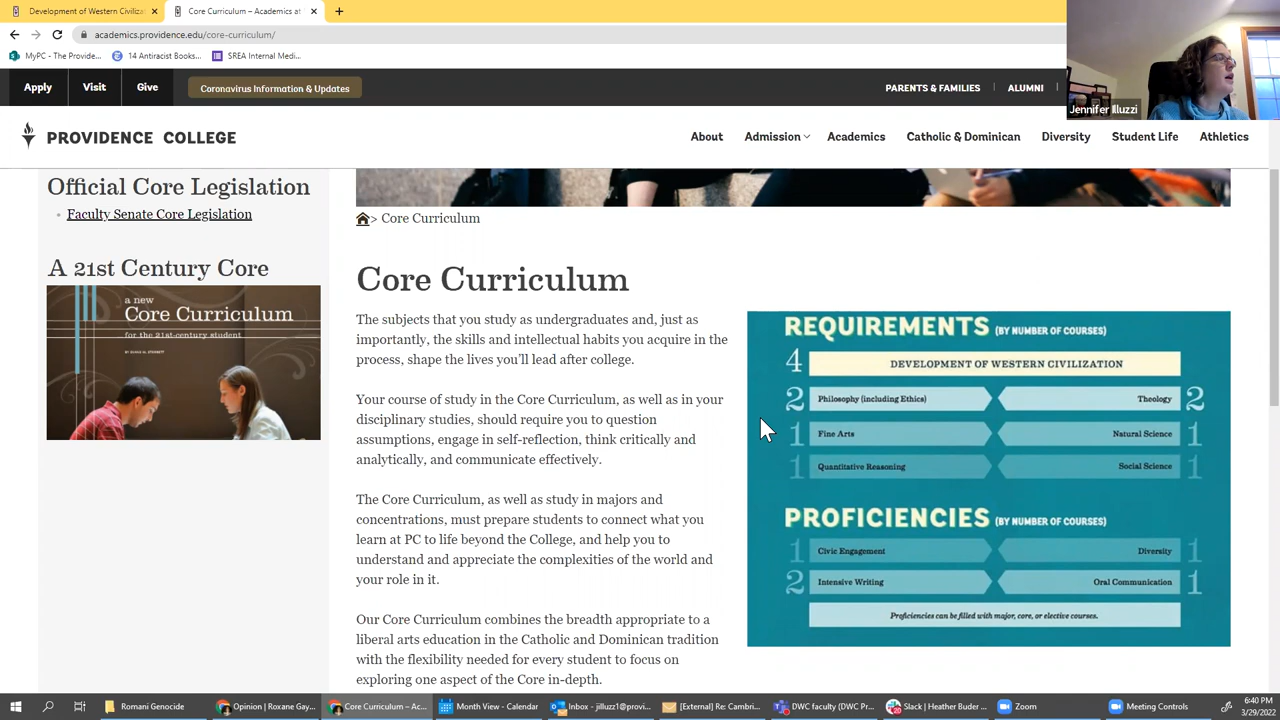 Development of Western Civiliza
Core Curriculum – Academics at
academics.providence.edu/core-curriculum/
MyPC - The Provide...
14 Antiracist Books...
SREA Internal Medi...
Apply
Visit
Give
Coronavirus Information & Updates
PARENTS & FAMILIES
ALUMNI
Jennifer Illuzzi
PROVIDENCE COLLEGE
About
Admission
Academics
Catholic & Dominican
Diversity
Student Life
Athletics
Official Core Legislation
Faculty Senate Core Legislation
A 21st Century Core
a new
Core Curriculum
for the 21st-century student
> Core Curriculum
Core Curriculum
The subjects that you study as undergraduates and, just as
importantly, the skills and intellectual habits you acquire in the
process, shape the lives you'll lead after college.
Your course of study in the Core Curriculum, as well as in your
disciplinary studies, should require you to question
assumptions, engage in self-reflection, think critically and
analytically, and communicate effectively.
The Core Curriculum, as well as study in majors and
concentrations, must prepare students to connect what you
learn at PC to life beyond the College, and help you to
understand and appreciate the complexities of the world and
your role in it.
Our Core Curriculum combines the breadth appropriate to a
liberal arts education in the Catholic and Dominican tradition
with the flexibility needed for every student to focus on
exploring one aspect of the Core in-depth.
REQUIREMENTS (BY NUMBER OF COURSES)
4 DEVELOPMENT OF WESTERN CIVILIZATION
2 Philosophy (including Ethics) Theology 2
1 Fine Arts Natural Science 1
1 Quantitative Reasoning Social Science 1
PROFICIENCIES (BY NUMBER OF COURSES)
1 Civic Engagement Diversity 1
2 Intensive Writing Oral Communication 1
Proficiencies can be filled with major, core, or elective courses.
Romani Genocide
Opinion | Roxane Gay...
Core Curriculum – Ac...
Month View - Calendar
Inbox - jilluzz1@provi...
[External] Re: Cambri...
DWC faculty (DWC Pr...
Slack | Heather Buder ...
Zoom
Meeting Controls
6:40 PM
3/29/2022